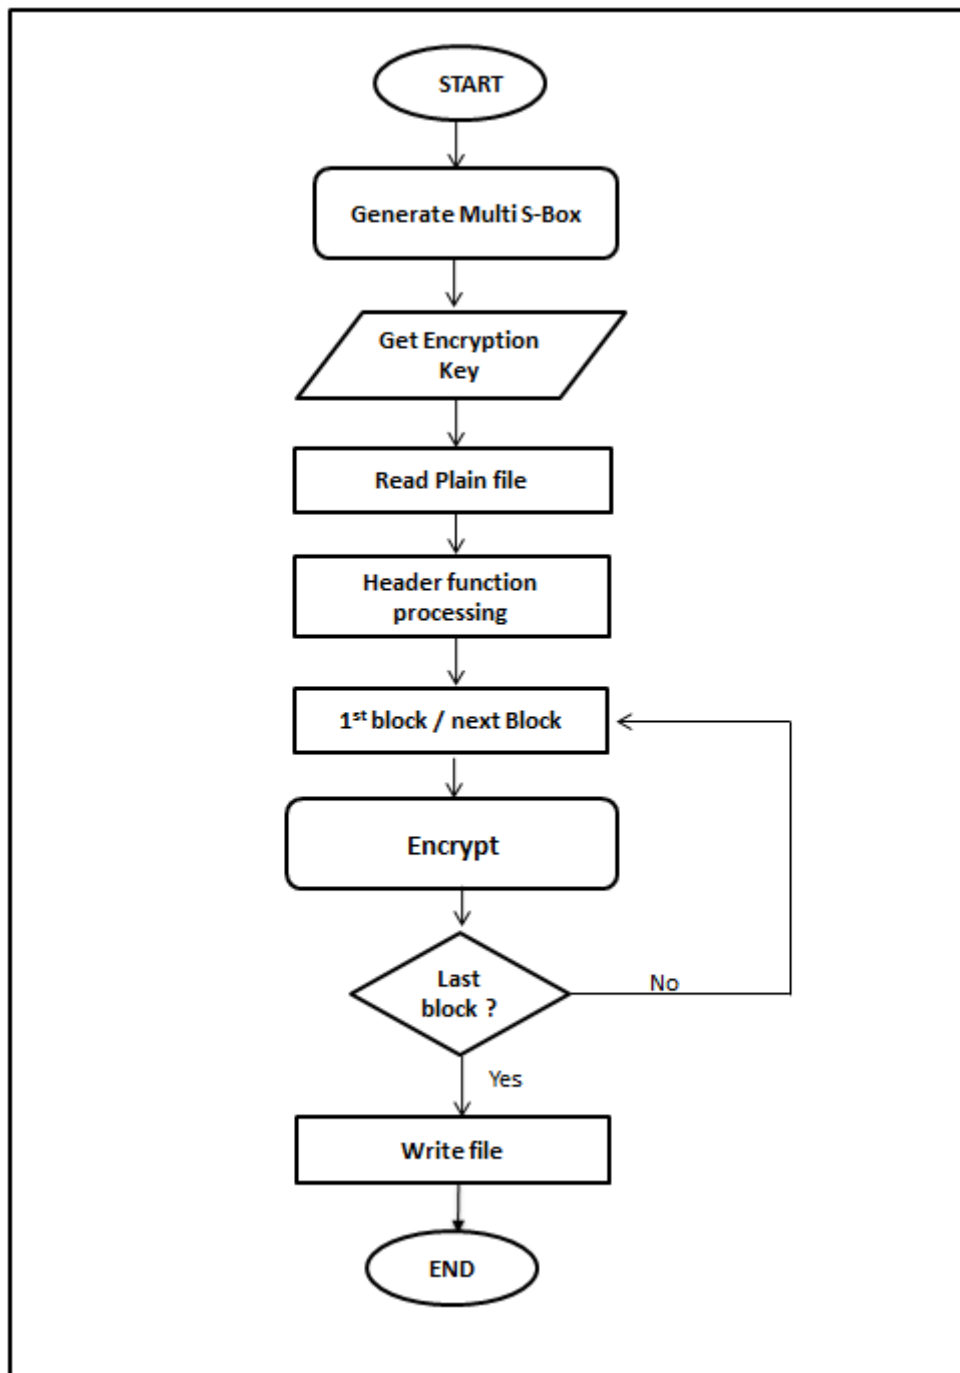 START
Generate Multi S-Box
Get Encryption
Key
Read Plain file
Header function
processing
1st block / next Block
Encrypt
Last
block ?
No
Yes
Write file
END